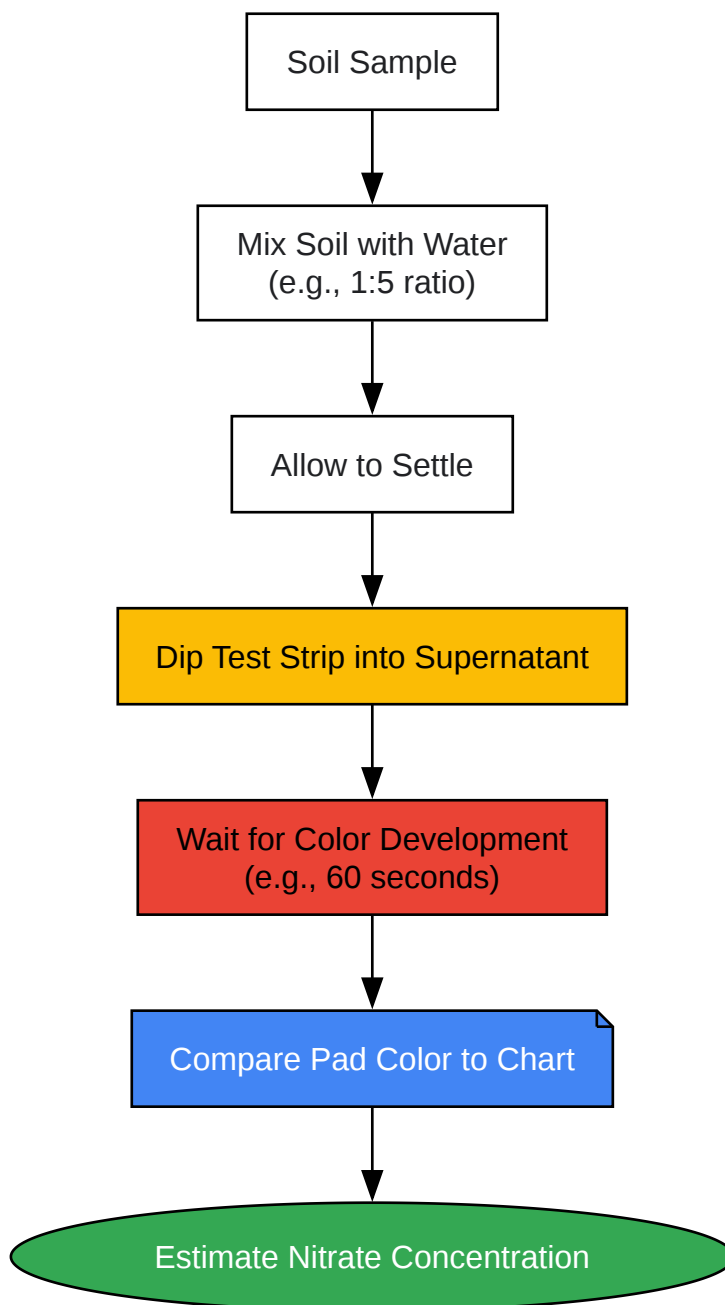 Soil Sample
Mix Soil with Water
(e.g., 1:5 ratio)
Allow to Settle
Dip Test Strip into Supernatant
Wait for Color Development
(e.g., 60 seconds)
Compare Pad Color to Chart
Estimate Nitrate Concentration